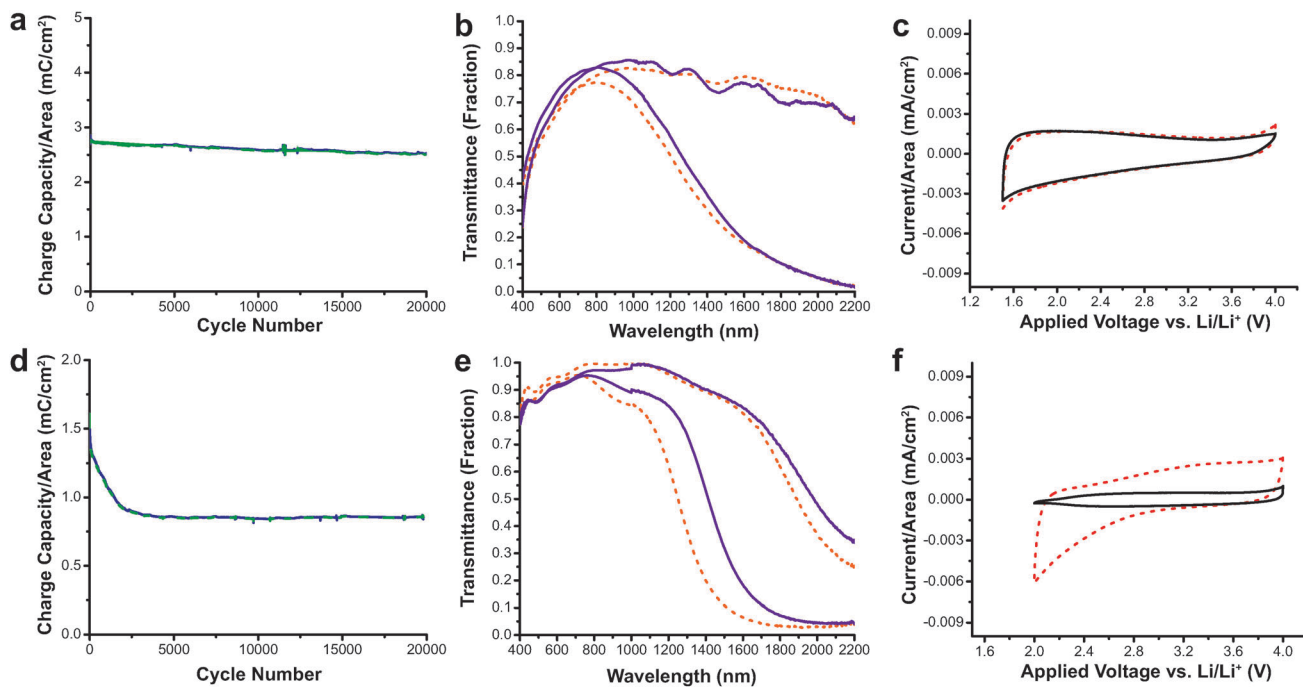 a
Charge Capacity/Area (mC/cm²)
5
4
3
2
1
0
0 5000 10000 15000 20000
Cycle Number
b
Transmittance (Fraction)
1.0
0.9
0.8
0.7
0.6
0.5
0.4
0.3
0.2
0.1
0.0
400 600 800 1000 1200 1400 1600 1800 2000 2200
Wavelength (nm)
c
Current/Area (mA/cm²)
0.009
0.006
0.003
0.000
-0.003
-0.006
-0.009
1.2 1.6 2.0 2.4 2.8 3.2 3.6 4.0
Applied Voltage vs. Li/Li⁺ (V)
d
Charge Capacity/Area (mC/cm²)
2.0
1.5
1.0
0.5
0.0
0 5000 10000 15000 20000
Cycle Number
e
Transmittance (Fraction)
1.0
0.9
0.8
0.7
0.6
0.5
0.4
0.3
0.2
0.1
0.0
400 600 800 1000 1200 1400 1600 1800 2000 2200
Wavelength (nm)
f
Current/Area (mA/cm²)
0.009
0.006
0.003
0.000
-0.003
-0.006
-0.009
1.6 2.0 2.4 2.8 3.2 3.6 4.0
Applied Voltage vs. Li/Li⁺ (V)